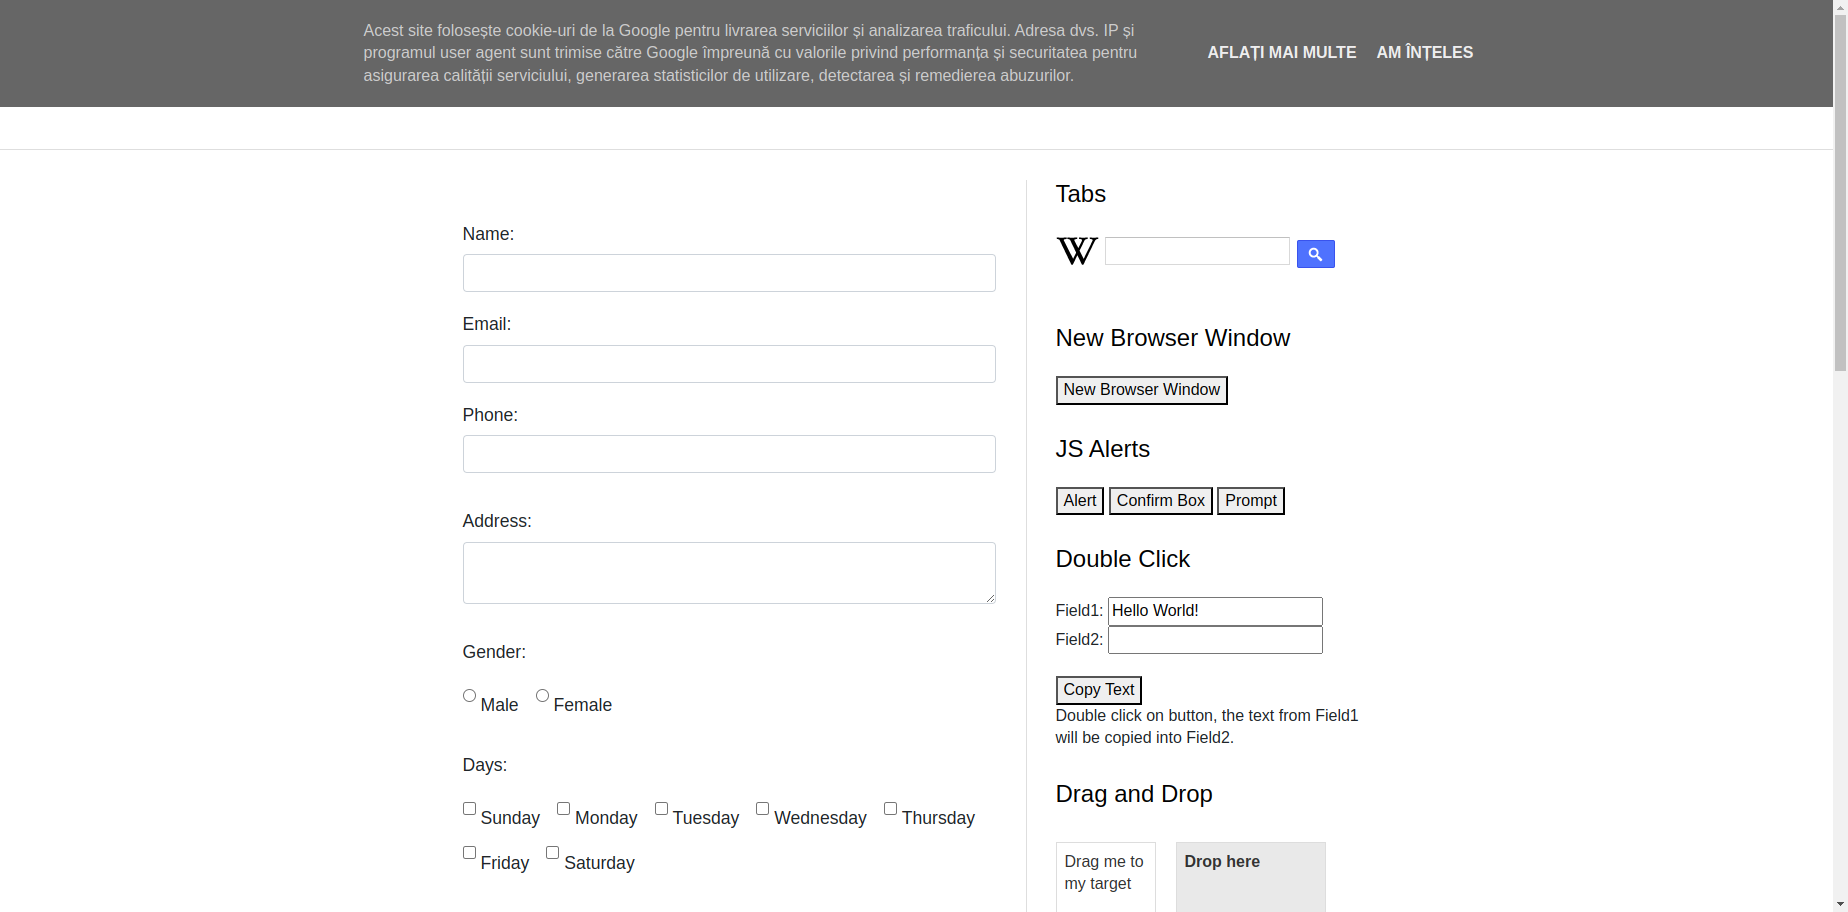 Acest site folosește cookie-uri de la Google pentru livrarea serviciilor și analizarea traficului. Adresa dvs. IP și
programul user agent sunt trimise către Google împreună cu valorile privind performanța și securitatea pentru
asigurarea calității serviciului, generarea statisticilor de utilizare, detectarea și remedierea abuzurilor.
AFLAȚI MAI MULTE AM ÎNȚELES
Name:
Email:
Phone:
Address:
Gender:
Male Female
Days:
Sunday Monday Tuesday Wednesday Thursday
Friday Saturday
Tabs
W
New Browser Window
New Browser Window
JS Alerts
Alert Confirm Box Prompt
Double Click
Field1: Hello World!
Field2:
Copy Text
Double click on button, the text from Field1
will be copied into Field2.
Drag and Drop
Drag me to
my target
Drop here